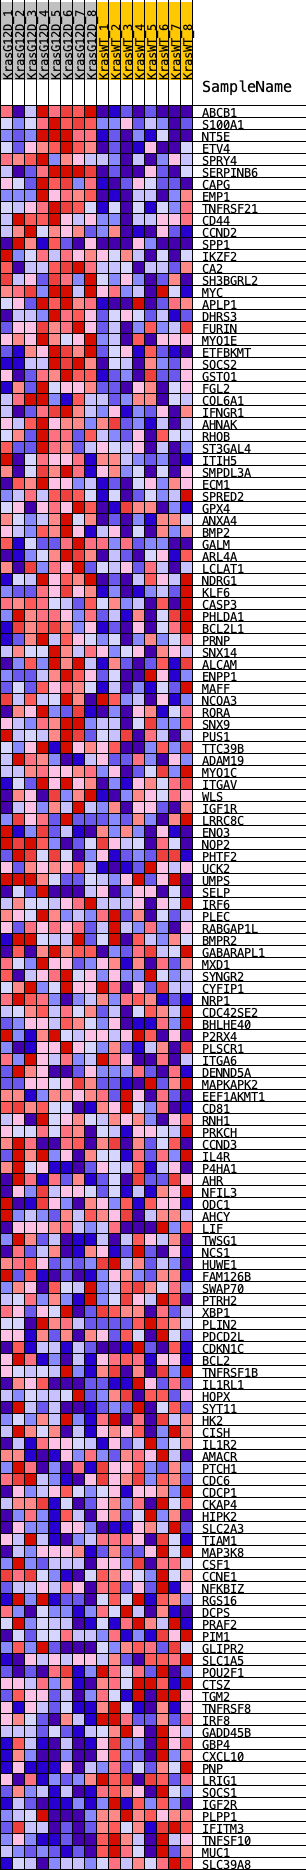 KrasG12D_1
KrasG12D_2
KrasG12D_3
KrasG12D_4
KrasG12D_5
KrasG12D_6
KrasG12D_7
KrasG12D_8
KrasWT_1
KrasWT_2
KrasWT_3
KrasWT_4
KrasWT_5
KrasWT_6
KrasWT_7
KrasWT_8
SampleName
ABCB1
S100A1
NT5E
ETV4
SPRY4
SERPINB6
CAPG
EMP1
TNFRSF21
CD44
CCND2
SPP1
IKZF2
CA2
SH3BGRL2
MYC
APLP1
DHRS3
FURIN
MYO1E
ETFBKMT
SOCS2
GSTO1
FGL2
COL6A1
IFNGR1
AHNAK
RHOB
ST3GAL4
ITIH5
SMPDL3A
ECM1
SPRED2
GPX4
ANXA4
BMP2
GALM
ARL4A
LCLAT1
NDRG1
KLF6
CASP3
PHLDA1
BCL2L1
PRNP
SNX14
ALCAM
ENPP1
MAFF
NCOA3
RORA
SNX9
PUS1
TTC39B
ADAM19
MYO1C
ITGAV
WLS
IGF1R
LRRC8C
ENO3
NOP2
PHTF2
UCK2
UMPS
SELP
IRF6
PLEC
RABGAP1L
BMPR2
GABARAPL1
MXD1
SYNGR2
CYFIP1
NRP1
CDC42SE2
BHLHE40
P2RX4
PLSCR1
ITGA6
DENND5A
MAPKAPK2
EEF1AKMT1
CD81
RNH1
PRKCH
CCND3
IL4R
P4HA1
AHR
NFIL3
ODC1
AHCY
LIF
TWSG1
NCS1
HUWE1
FAM126B
SWAP70
PTRH2
XBP1
PLIN2
PDCD2L
CDKN1C
BCL2
TNFRSF1B
IL1RL1
HOPX
SYT11
HK2
CISH
IL1R2
AMACR
PTCH1
CDC6
CDCP1
CKAP4
HIPK2
SLC2A3
TIAM1
MAP3K8
CSF1
CCNE1
NFKBIZ
RGS16
DCPS
PRAF2
PIM1
GLIPR2
SLC1A5
POU2F1
CTSZ
TGM2
TNFRSF8
IRF8
GADD45B
GBP4
CXCL10
PNP
LRIG1
SOCS1
IGF2R
PLPP1
IFITM3
TNFSF10
MUC1
SLC39A8